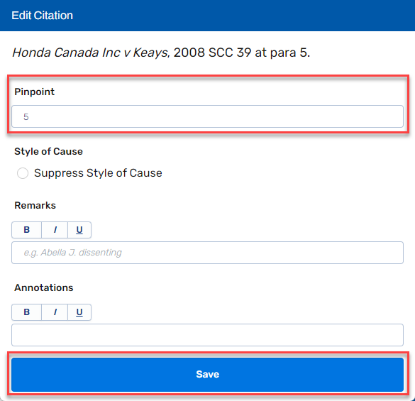 Edit Citation
Honda Canada Inc v Keays, 2008 SCC 39 at para 5.
Pinpoint
5
Style of Cause
Suppress Style of Cause
Remarks
B I U
e.g. Abella J. dissenting
Annotations
B I U
Save